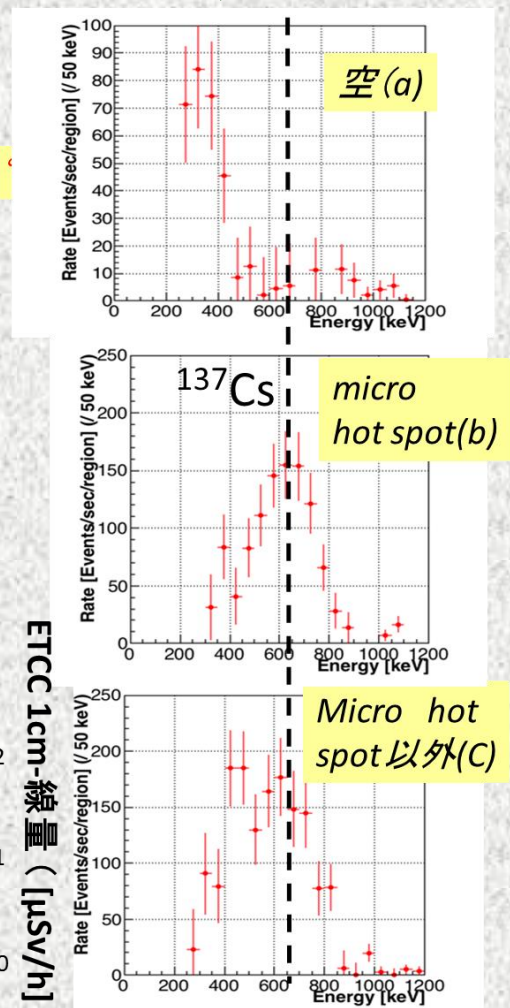 100
90
80
70
60
50
40
30
20
10
0
0 200 400 600 800 1000 1200
Rate [Events/sec/region] (/ 50 keV)
Energy [keV]
空(a)
250
200
150
100
50
0
0 200 400 600 800 1000 1200
Rate [Events/sec/region] (/ 50 keV)
Energy [keV]
137Cs
micro
hot spot(b)
250
200
150
100
50
0
0 200 400 600 800 1000 1200
Rate [Events/sec/region] (/ 50 keV)
Energy [keV]
Micro hot
spot以外(C)
ETCC 1cm-線量 ( [μSv/h]
2
1
0